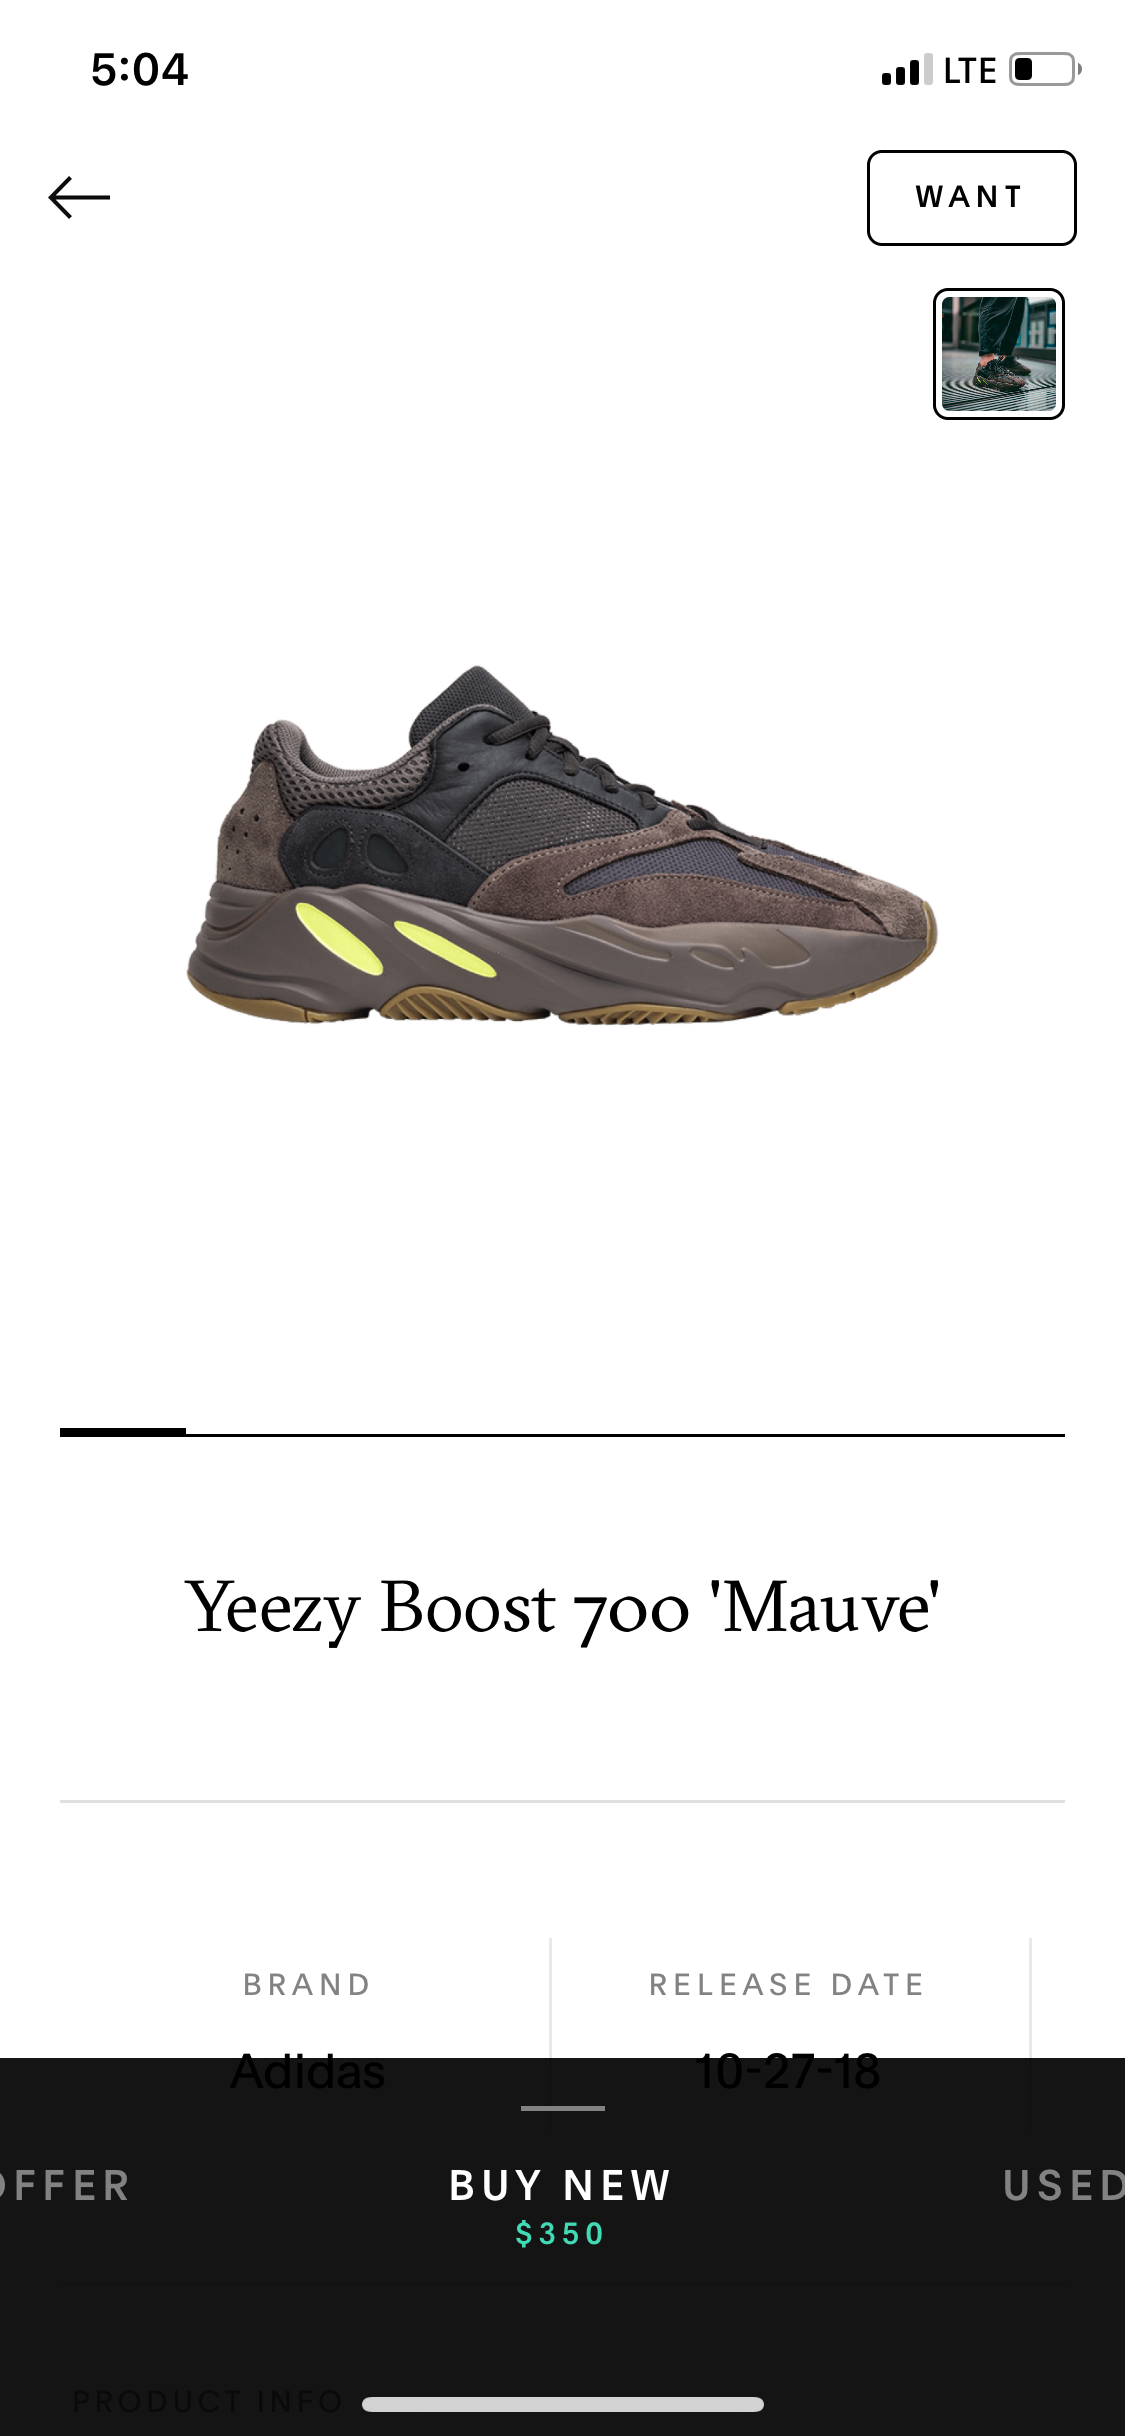 5:04 LTE
WANT
Yeezy Boost 700 'Mauve'
BRAND RELEASE DATE
Adidas 10-27-18
OFFER BUY NEW USED
$350
PRODUCT INFO